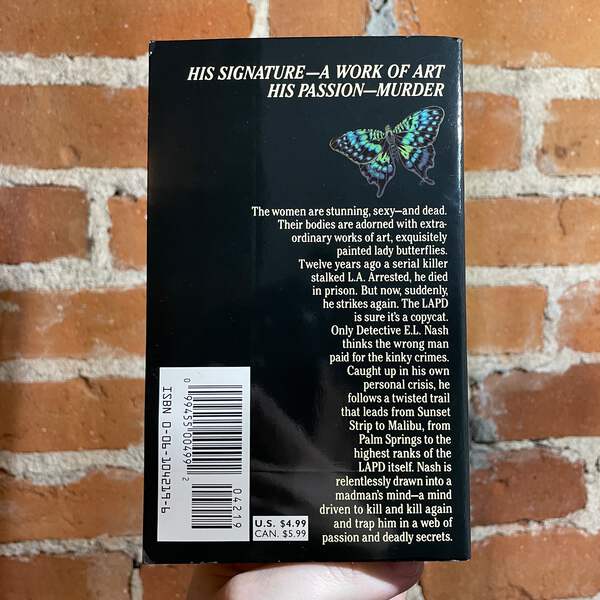 HIS SIGNATURE—A WORK OF ART
HIS PASSION—MURDER
The women are stunning, sexy—and dead.
Their bodies are adorned with extra-
ordinary works of art, exquisitely
painted lady butterflies.
Twelve years ago a serial killer
stalked L.A. Arrested, he died
in prison. But now, suddenly,
he strikes again. The LAPD
is sure it's a copycat.
Only Detective E.L. Nash
thinks the wrong man
paid for the kinky crimes.
Caught up in his own
personal crisis, he
follows a twisted trail
that leads from Sunset
Strip to Malibu, from
Palm Springs to the
highest ranks of the
LAPD itself. Nash is
relentlessly drawn into a
madman's mind—a mind
driven to kill and kill again
and trap him in a web of
passion and deadly secrets.
ISBN 0-06-104219-6
0 99455 00499 2
04219
U.S. $4.99
CAN. $5.99